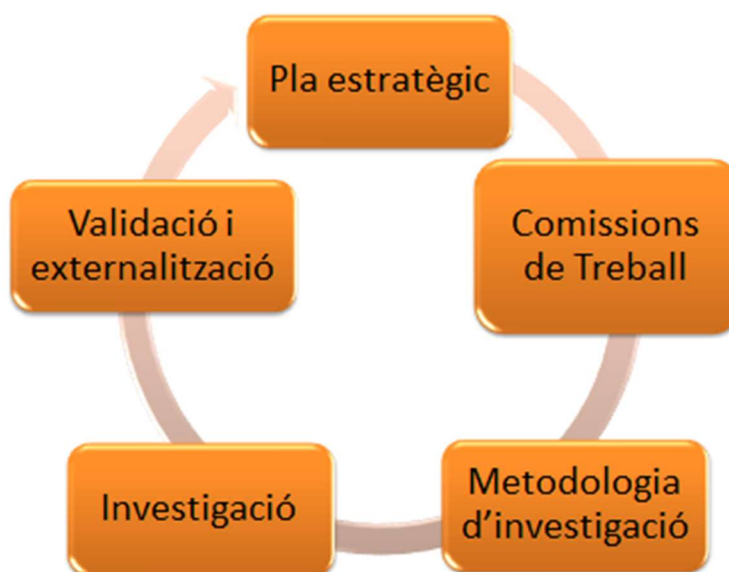 Pla estratègic
Comissions
de Treball
Metodologia
d’investigació
Investigació
Validació i
externalització